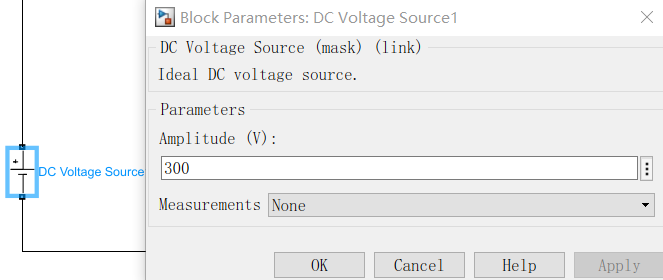 Block Parameters: DC Voltage Source1
DC Voltage Source (mask) (link)
Ideal DC voltage source.
Parameters
Amplitude (V):
300
Measurements None
OK Cancel Help Apply
+
DC Voltage Source